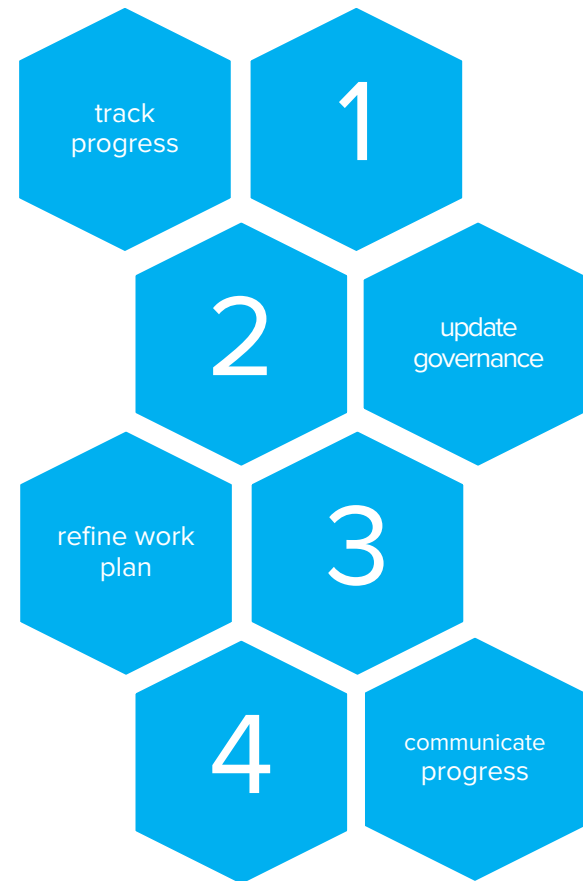 track
progress
1
2
update
governance
refine work
plan
3
4
communicate
progress